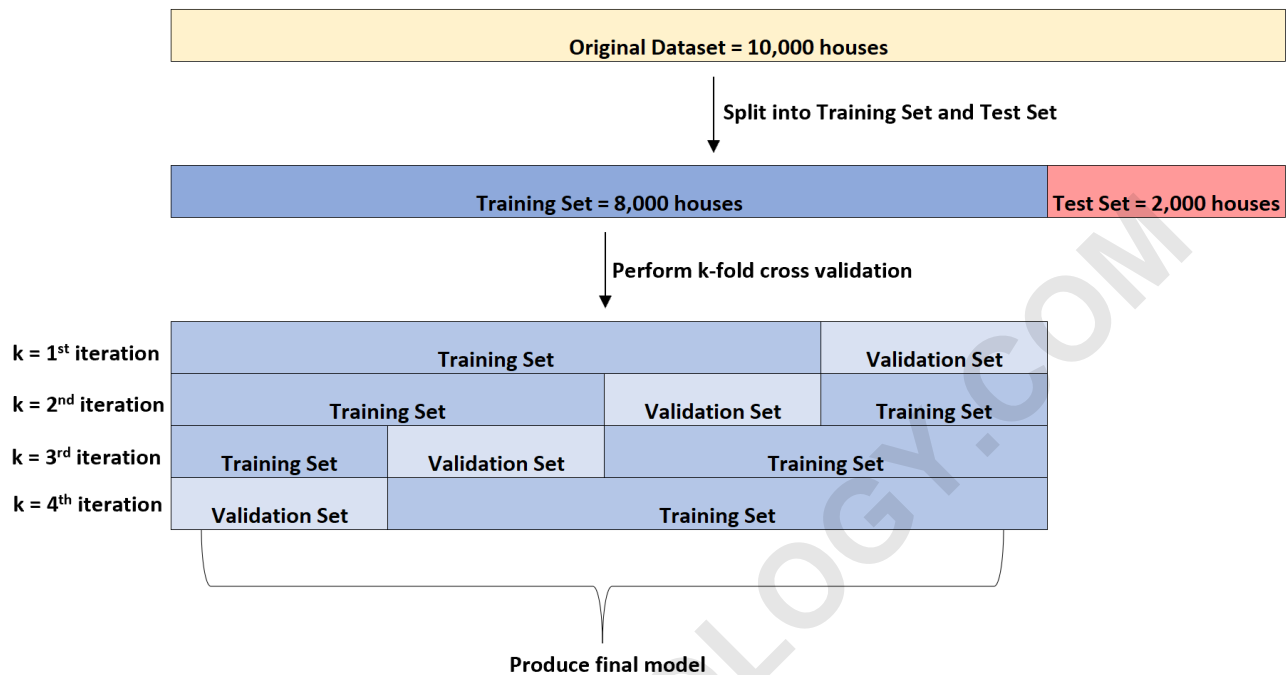 Original Dataset = 10,000 houses
Split into Training Set and Test Set
Training Set = 8,000 houses
Test Set = 2,000 houses
Perform k-fold cross validation
k = 1st iteration
Training Set
Validation Set
k = 2nd iteration
Training Set
Validation Set
Training Set
k = 3rd iteration
Training Set
Validation Set
Training Set
k = 4th iteration
Validation Set
Training Set
Produce final model
LOGY.COM